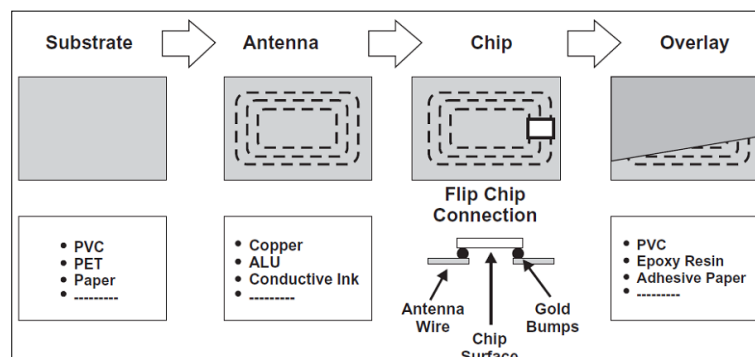 Substrate
Antenna
Chip
Overlay
Flip Chip
Connection
• PVC
• PET
• Paper
• ---------
• Copper
• ALU
• Conductive Ink
• ---------
Antenna
Wire
Chip
Surface
Gold
Bumps
• PVC
• Epoxy Resin
• Adhesive Paper
• ---------